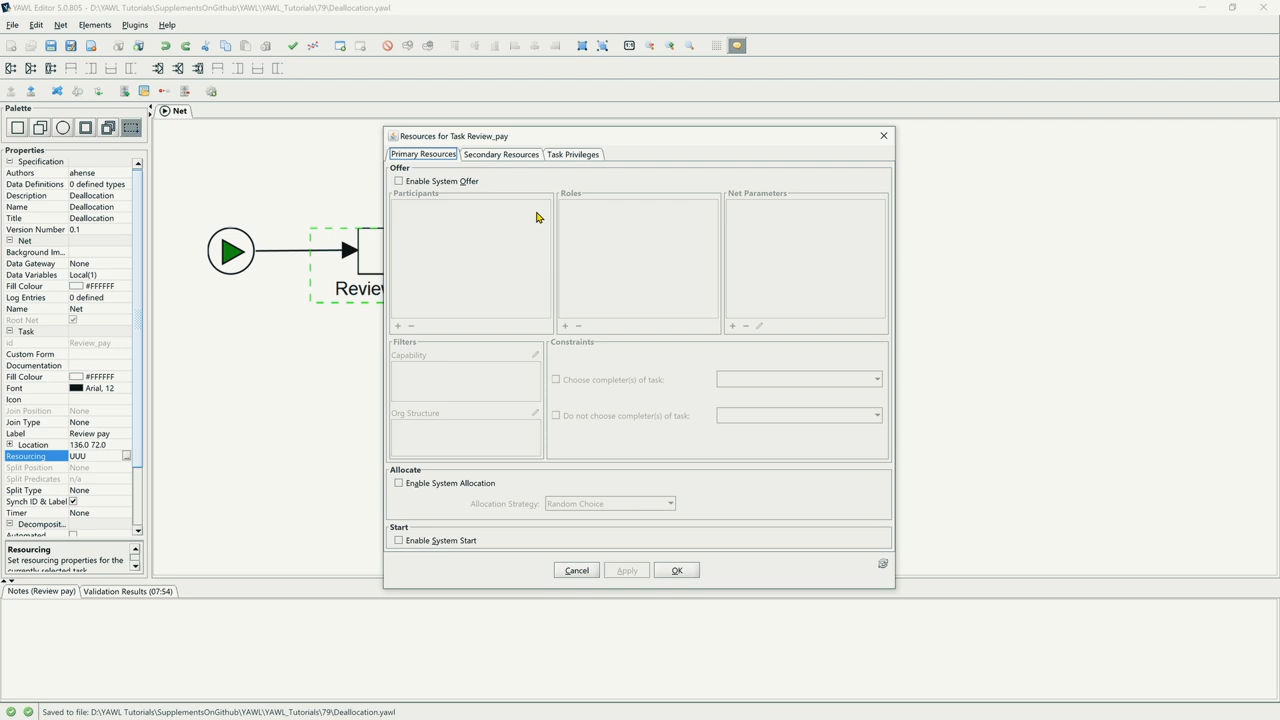 YAWL Editor 5.0.805 - D:\YAWL Tutorials\SupplementsOnGithub\YAWL\YAWL_Tutorials\79\Deallocation.yawl
File Edit Net Elements Plugins Help
Palette
Net
Properties
Specification
Authors ahense
Data Definitions 0 defined types
Description Deallocation
Name Deallocation
Title Deallocation
Version Number 0.1
Net
Background Im...
Data Gateway None
Data Variables Local(1)
Fill Colour #FFFFFF
Log Entries 0 defined
Name Net
Root Net
Task
id Review_pay
Custom Form
Documentation
Fill Colour #FFFFFF
Font Arial, 12
Icon
Join Position None
Join Type None
Label Review pay
Location 136.0 72.0
Resourcing UUU ...
Split Position None
Split Predicates n/a
Split Type None
Synch ID & Label
Timer None
Decomposit...
Automated
Resourcing
Set resourcing properties for the
currently selected task
Review
Resources for Task Review_pay
Primary Resources Secondary Resources Task Privileges
Offer
Enable System Offer
Participants Roles Net Parameters
Filters Constraints
Capability
Choose completer(s) of task:
Org Structure
Do not choose completer(s) of task:
Allocate
Enable System Allocation
Allocation Strategy: Random Choice
Start
Enable System Start
Cancel Apply OK
Notes (Review pay) Validation Results (07:54)
Saved to file: D:\YAWL Tutorials\SupplementsOnGithub\YAWL\YAWL_Tutorials\79\Deallocation.yawl